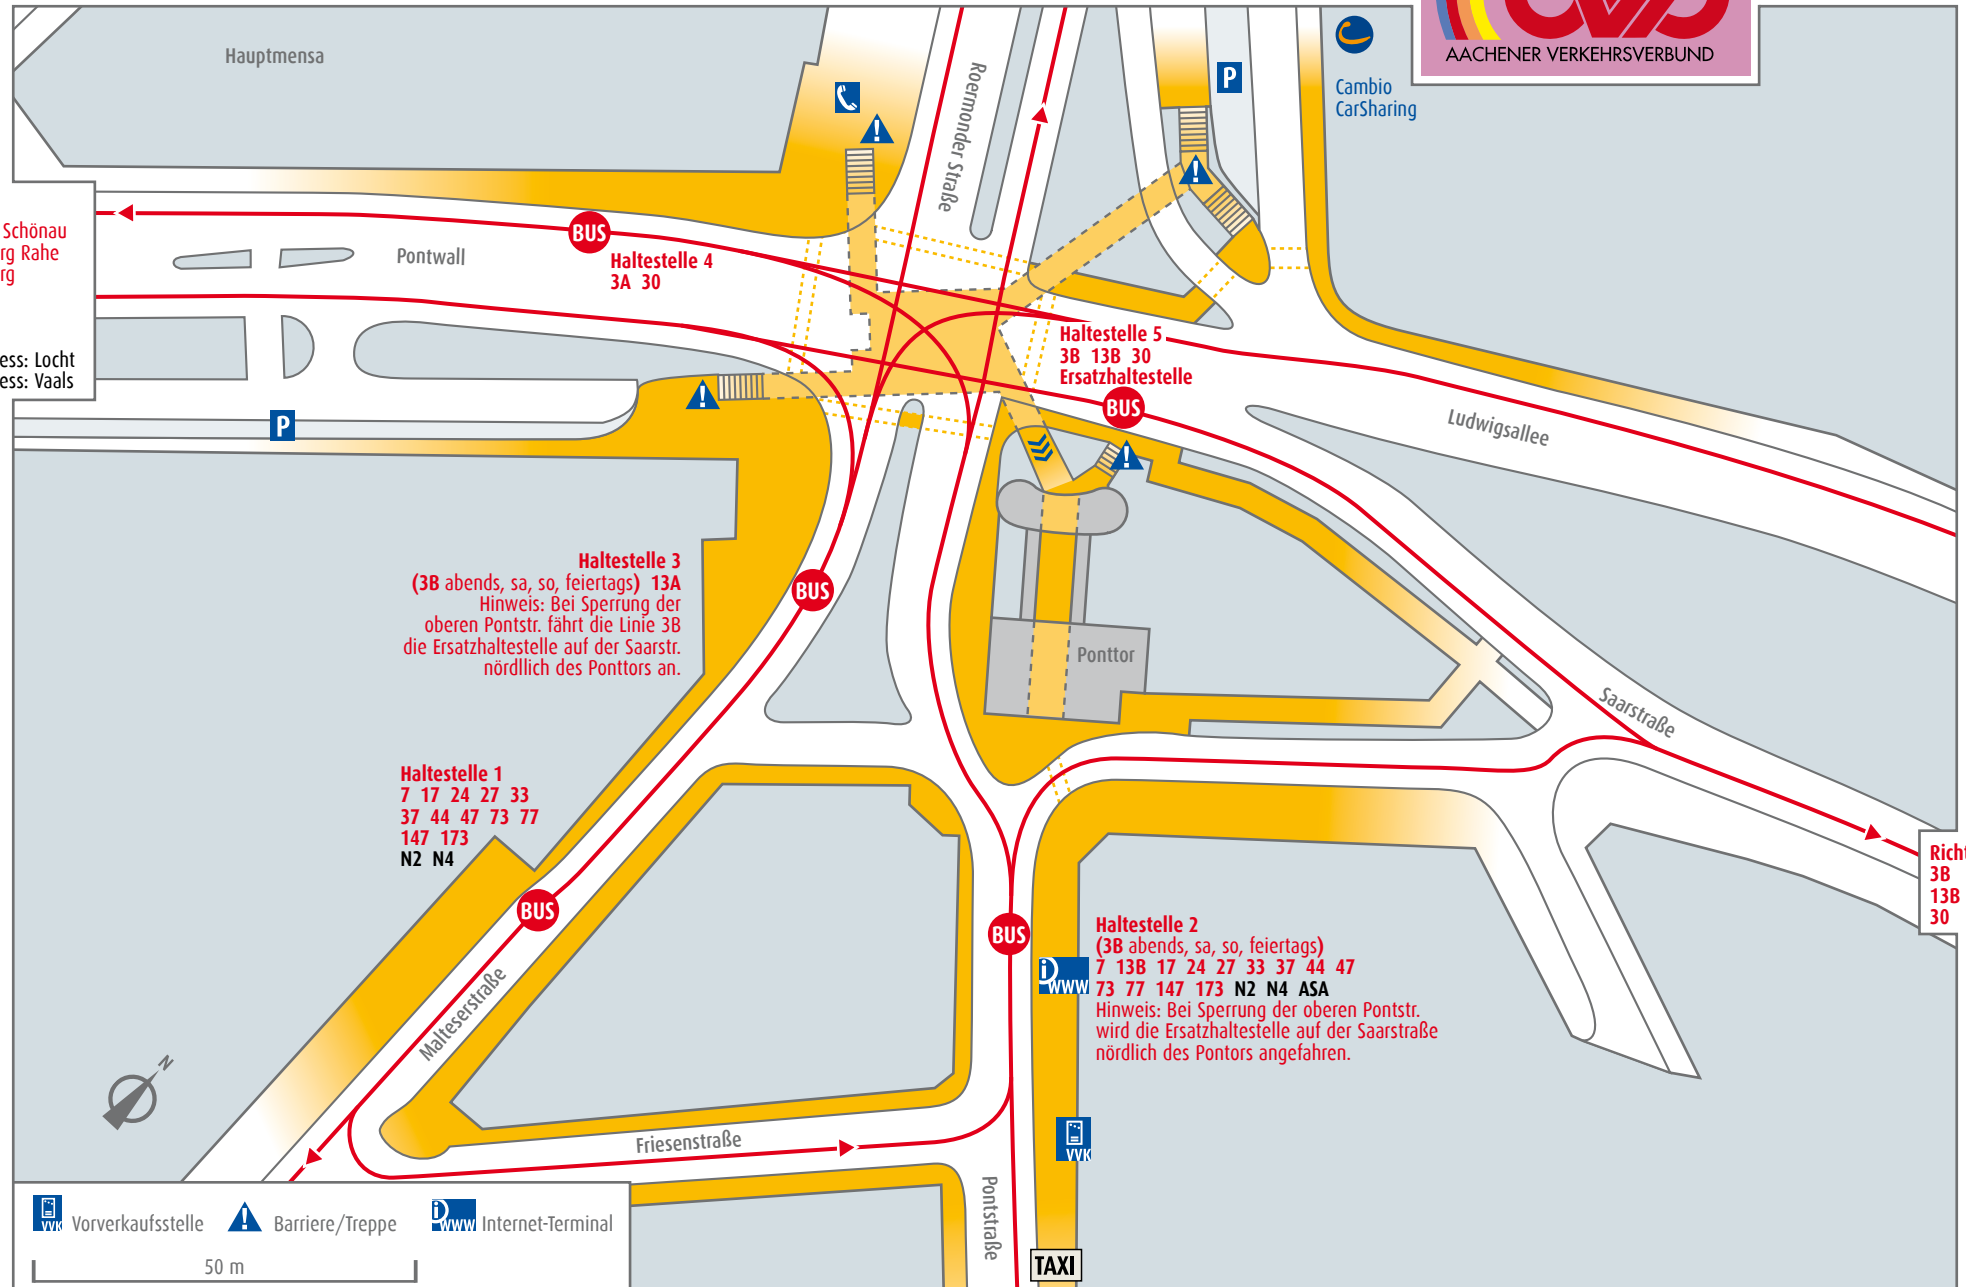 Hauptmensa
AACHENER VERKEHRSVERBUND
Cambio
CarSharing
P
Roermonder Straße
Schönau
rg Rahe
rg
ess: Locht
ess: Vaals
Pontwall
BUS
Haltestelle 4
3A 30
Haltestelle 5
3B 13B 30
Ersatzhaltestelle
BUS
P
Ludwigsallee
Haltestelle 3
(3B abends, sa, so, feiertags) 13A
Hinweis: Bei Sperrung der
oberen Pontstr. fährt die Linie 3B
die Ersatzhaltestelle auf der Saarstr.
nördllich des Ponttors an.
BUS
Ponttor
Saarstraße
Haltestelle 1
7 17 24 27 33
37 44 47 73 77
147 173
N2 N4
BUS
Richt
3B
13B
30
BUS
Haltestelle 2
(3B abends, sa, so, feiertags)
7 13B 17 24 27 33 37 44 47
73 77 147 173 N2 N4 ASA
Hinweis: Bei Sperrung der oberen Pontstr.
wird die Ersatzhaltestelle auf der Saarstraße
nördlich des Pontors angefahren.
i WWW
Malteserstraße
N
Friesenstraße
VVK
Pontstraße
TAXI
VVK Vorverkaufsstelle
! Barriere/Treppe
i WWW Internet-Terminal
50 m